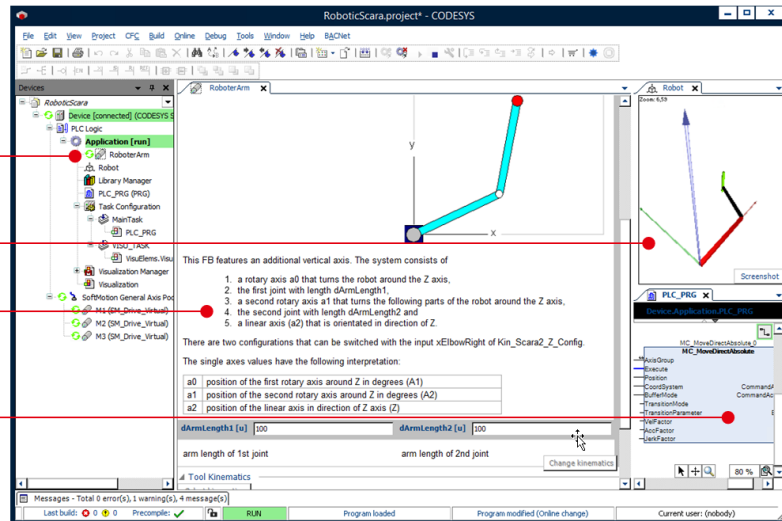 RoboticScara.project* - CODESYS
File Edit View Project CFC Build Online Debug Tools Window Help BACNet
Devices
RoboticScara
Device [connected] (CODESYS S
PLC Logic
Application [run]
RoboterArm
Robot
Library Manager
PLC_PRG (PRG)
Task Configuration
MainTask
PLC_PRG
VISU_TASK
VisuElems.Visu
Visualization Manager
Visualization
SoftMotion General Axis Poo
M1 (SM_Drive_Virtual)
M2 (SM_Drive_Virtual)
M3 (SM_Drive_Virtual)
RoboterArm
y
x
This FB features an additional vertical axis. The system consists of
1. a rotary axis a0 that turns the robot around the Z axis,
2. the first joint with length dArmLength1,
3. a second rotary axis a1 that turns the following parts of the robot around the Z axis,
4. the second joint with length dArmLength2 and
5. a linear axis (a2) that is orientated in direction of Z.
There are two configurations that can be switched with the input xElbowRight of Kin_Scara2_Z_Config.
The single axes values have the following interpretation:
a0 position of the first rotary axis around Z in degrees (A1)
a1 position of the second rotary axis around Z in degrees (A2)
a2 position of the linear axis in direction of Z axis (Z)
dArmLength1 [u] 100 dArmLength2 [u] 100
arm length of 1st joint arm length of 2nd joint
Change kinematics
Tool Kinematics
Robot
Zoom: 6,59
Screenshot
PLC_PRG
Device.Application.PLC_PRG
MC_MoveDirectAbsolute_0
MC_MoveDirectAbsolute
AxisGroup
Execute
Position
CoordSystem CommandA
BufferMode CommandAc
TransitionMode
TransitionParameter E
VelFactor
AccFactor
JerkFactor
80 %
Messages - Total 0 error(s), 1 warning(s), 4 message(s)
Last build: 0 0 Precompile: RUN Program loaded Program modified (Online change) Current user: (nobody)